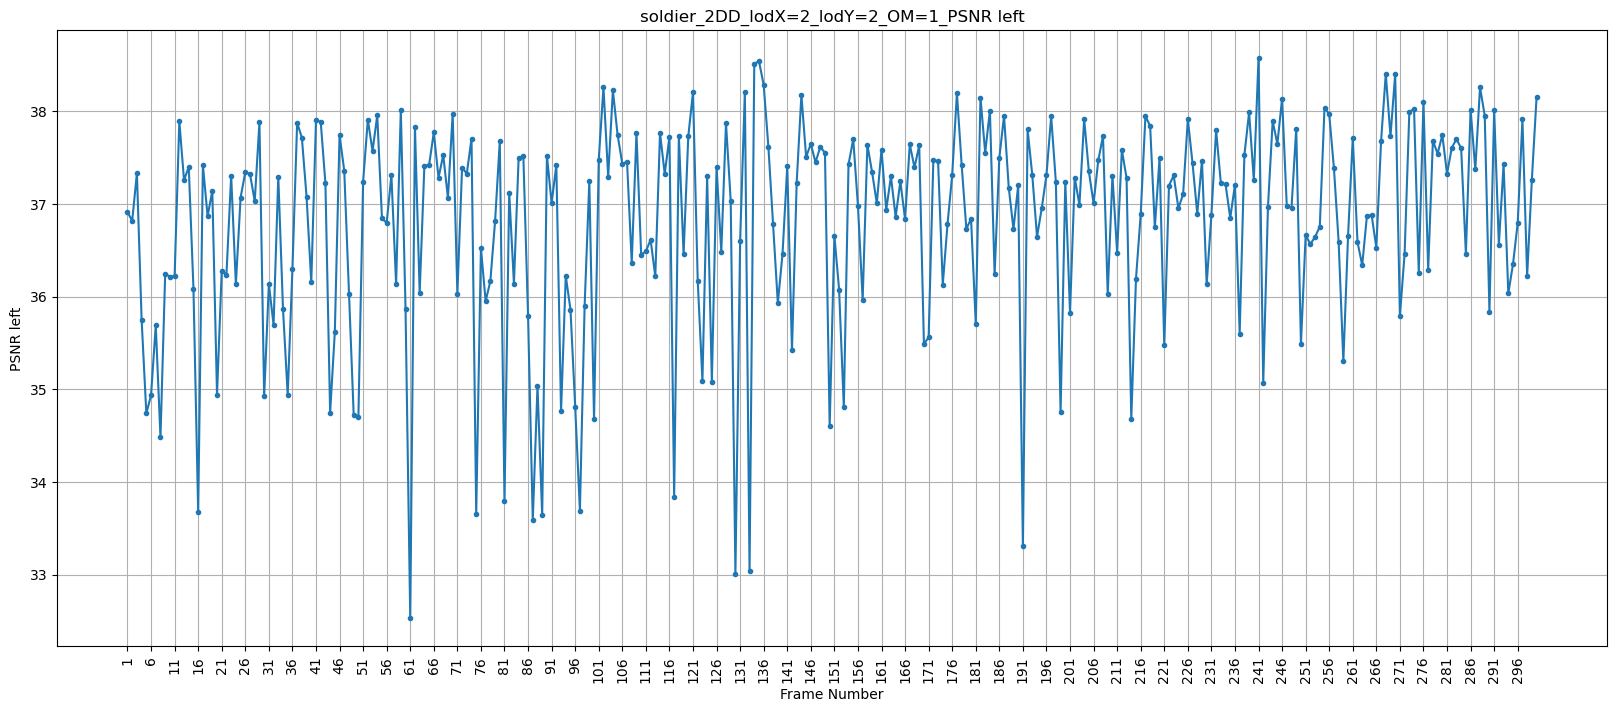 soldier_2DD_lodX=2_lodY=2_OM=1_PSNR left
PSNR left
38
37
36
35
34
33
1 6 11 16 21 26 31 36 41 46 51 56 61 66 71 76 81 86 91 96 101 106 111 116 121 126 131 136 141 146 151 156 161 166 171 176 181 186 191 196 201 206 211 216 221 226 231 236 241 246 251 256 261 266 271 276 281 286 291 296
Frame Number